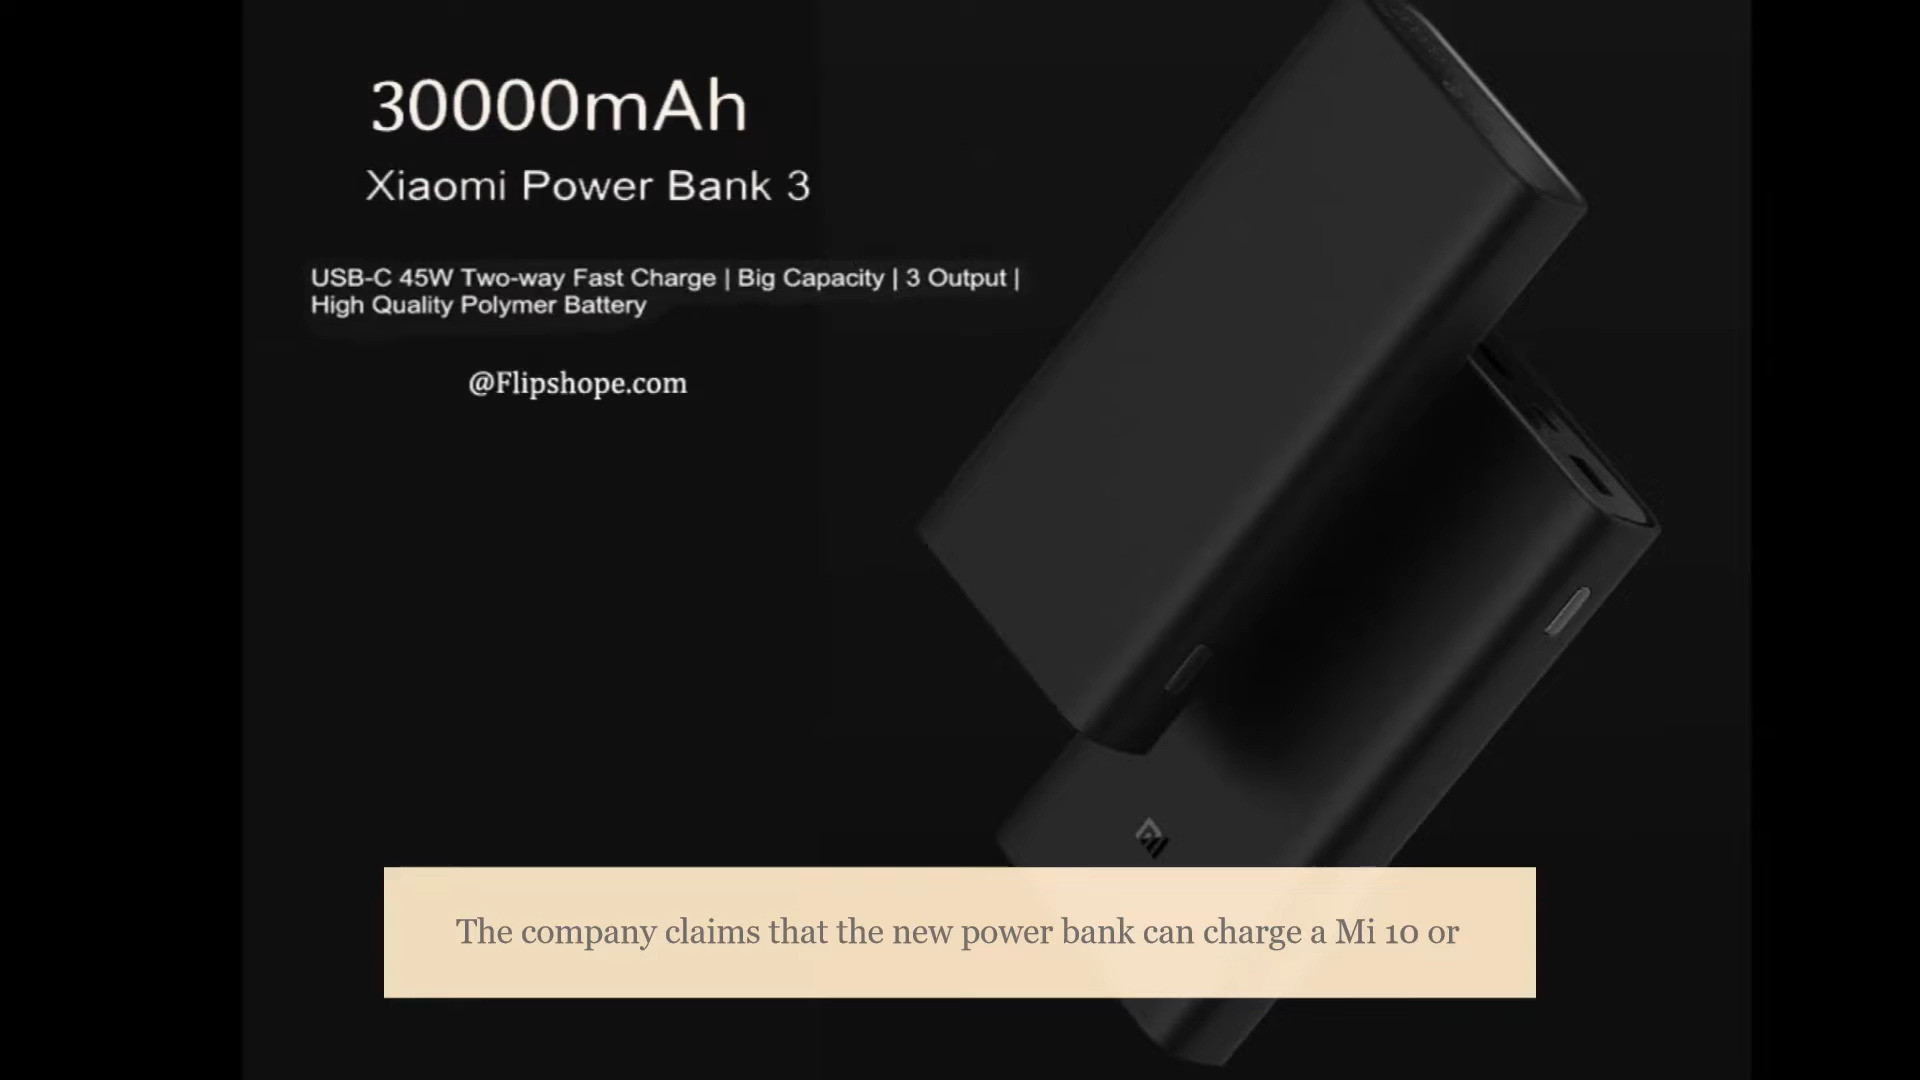 30000mAh
Xiaomi Power Bank 3
USB-C 45W Two-way Fast Charge | Big Capacity | 3 Output |
High Quality Polymer Battery
@Flipshope.com
The company claims that the new power bank can charge a Mi 10 or